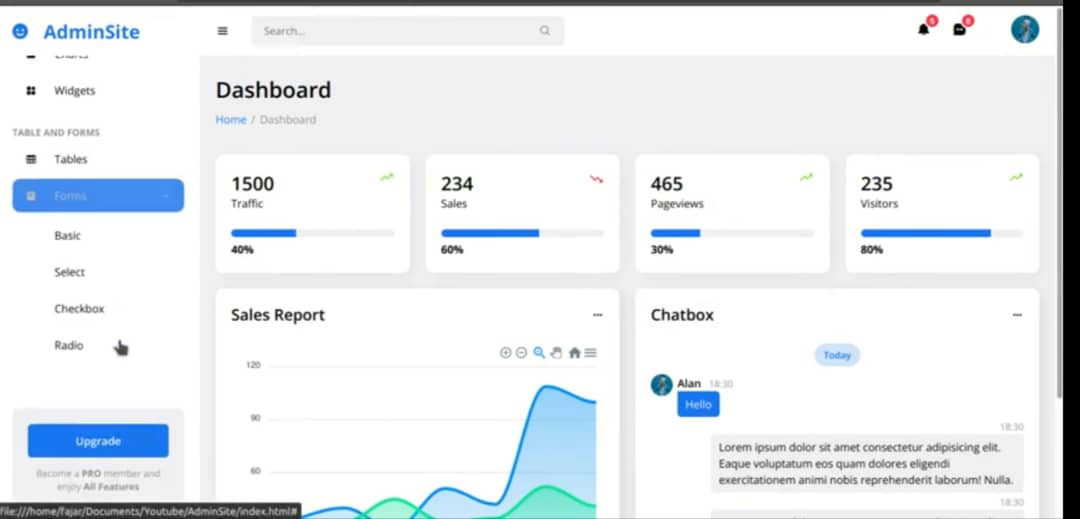 AdminSite
Search...
5
8
Charts
Widgets
TABLE AND FORMS
Tables
Forms
Basic
Select
Checkbox
Radio
Upgrade
Become a PRO member and
enjoy All Features
file:///home/fajar/Documents/Youtube/AdminSite/index.html#
Dashboard
Home / Dashboard
1500
Traffic
40%
234
Sales
60%
465
Pageviews
30%
235
Visitors
80%
Sales Report
120
90
60
Chatbox
Today
Alan 18:30
Hello
18:30
Lorem ipsum dolor sit amet consectetur adipisicing elit.
Eaque voluptatum eos quam dolores eligendi
exercitationem animi nobis reprehenderit laborum! Nulla.
18:30